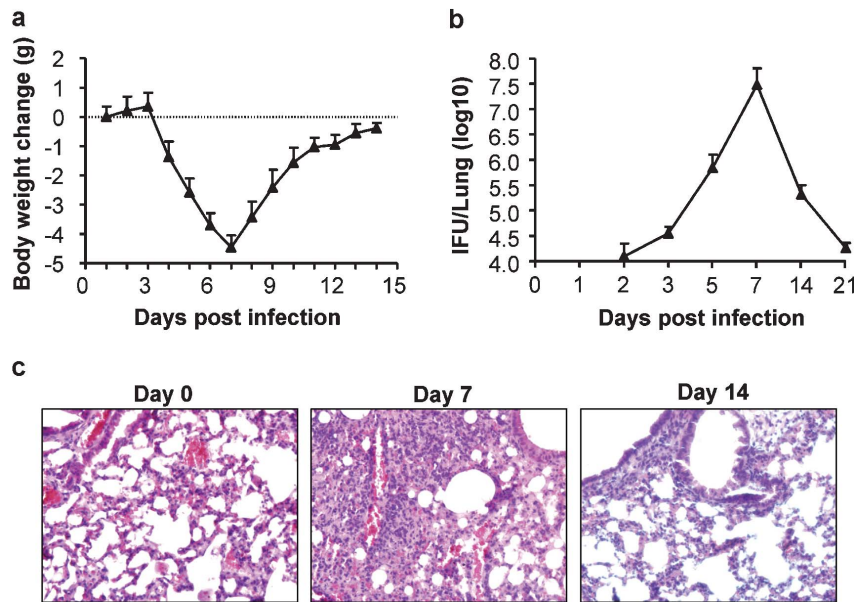 a
Body weight change (g)
2
1
0
-1
-2
-3
-4
-5
0 3 6 9 12 15
Days post infection
b
IFU/Lung (log10)
8.0
7.5
7.0
6.5
6.0
5.5
5.0
4.5
4.0
0 1 2 3 5 7 14 21
Days post infection
c
Day 0
Day 7
Day 14